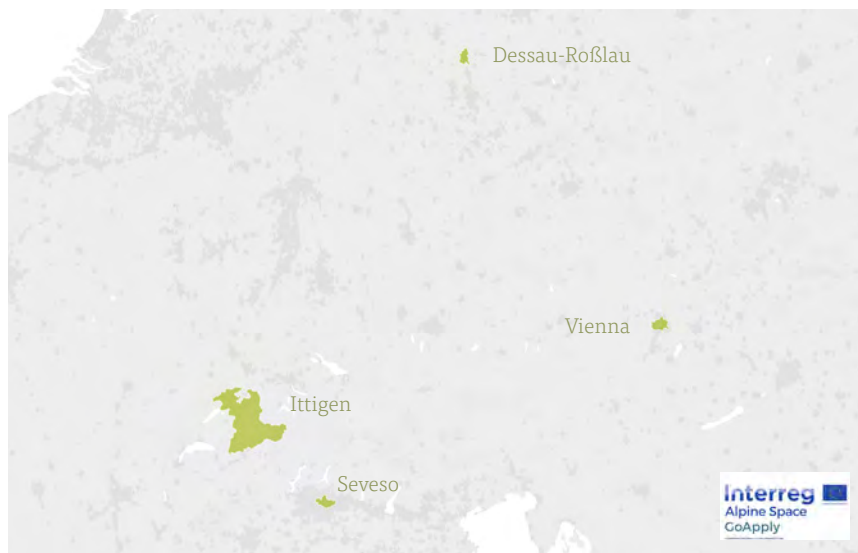 Dessau-Roßlau
Vienna
Ittigen
Seveso
Interreg
Alpine Space
GoApply